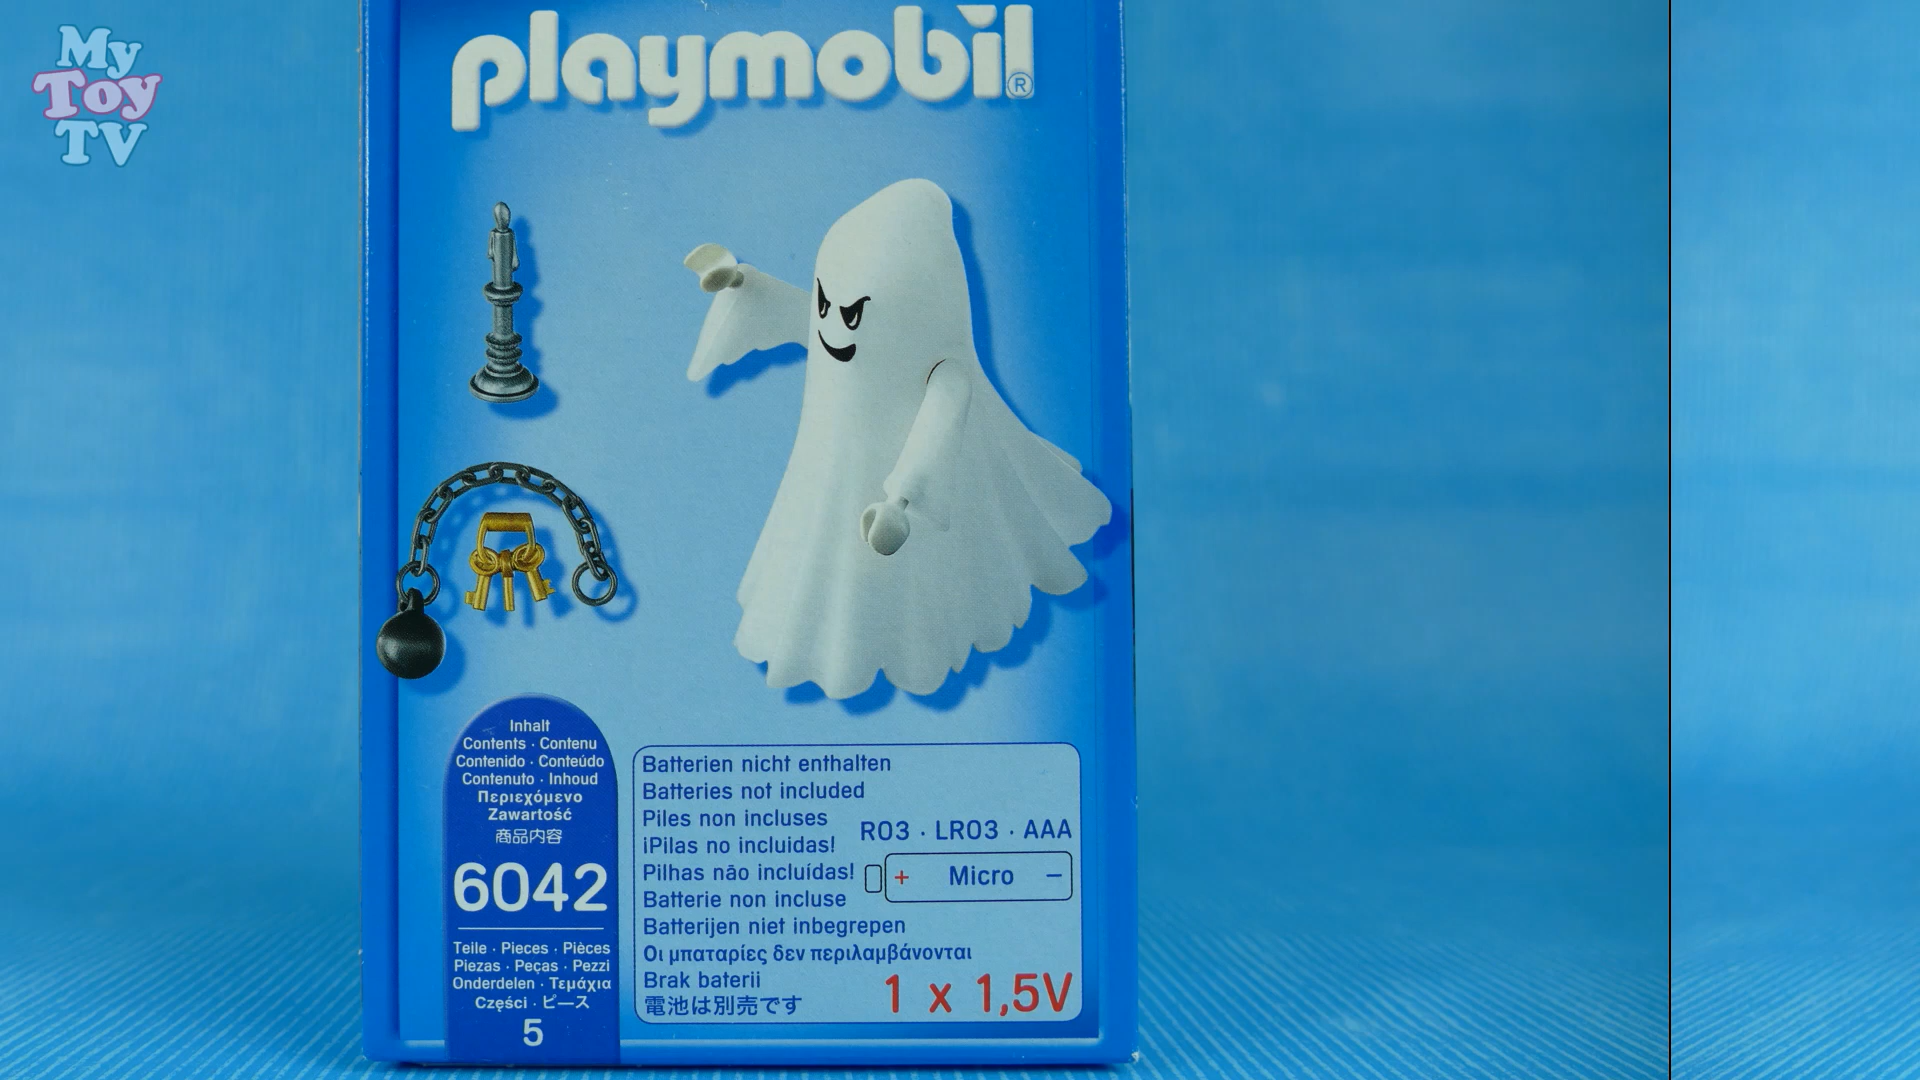 My
Toy
TV
playmobil®
Inhalt
Contents · Contenu
Contenido · Conteúdo
Contenuto · Inhoud
Περιεχόμενο
Zawartość
商品内容
6042
Teile · Pieces · Pièces
Piezas · Peças · Pezzi
Onderdelen · Τεμάχια
Części · ピース
5
Batterien nicht enthalten
Batteries not included
Piles non incluses
¡Pilas no incluidas!
Pilhas não incluídas!
Batterie non incluse
Batterijen niet inbegrepen
Οι μπαταρίες δεν περιλαμβάνονται
Brak baterii
電池は別売です
R03 · LR03 · AAA
+ Micro −
1 x 1,5V